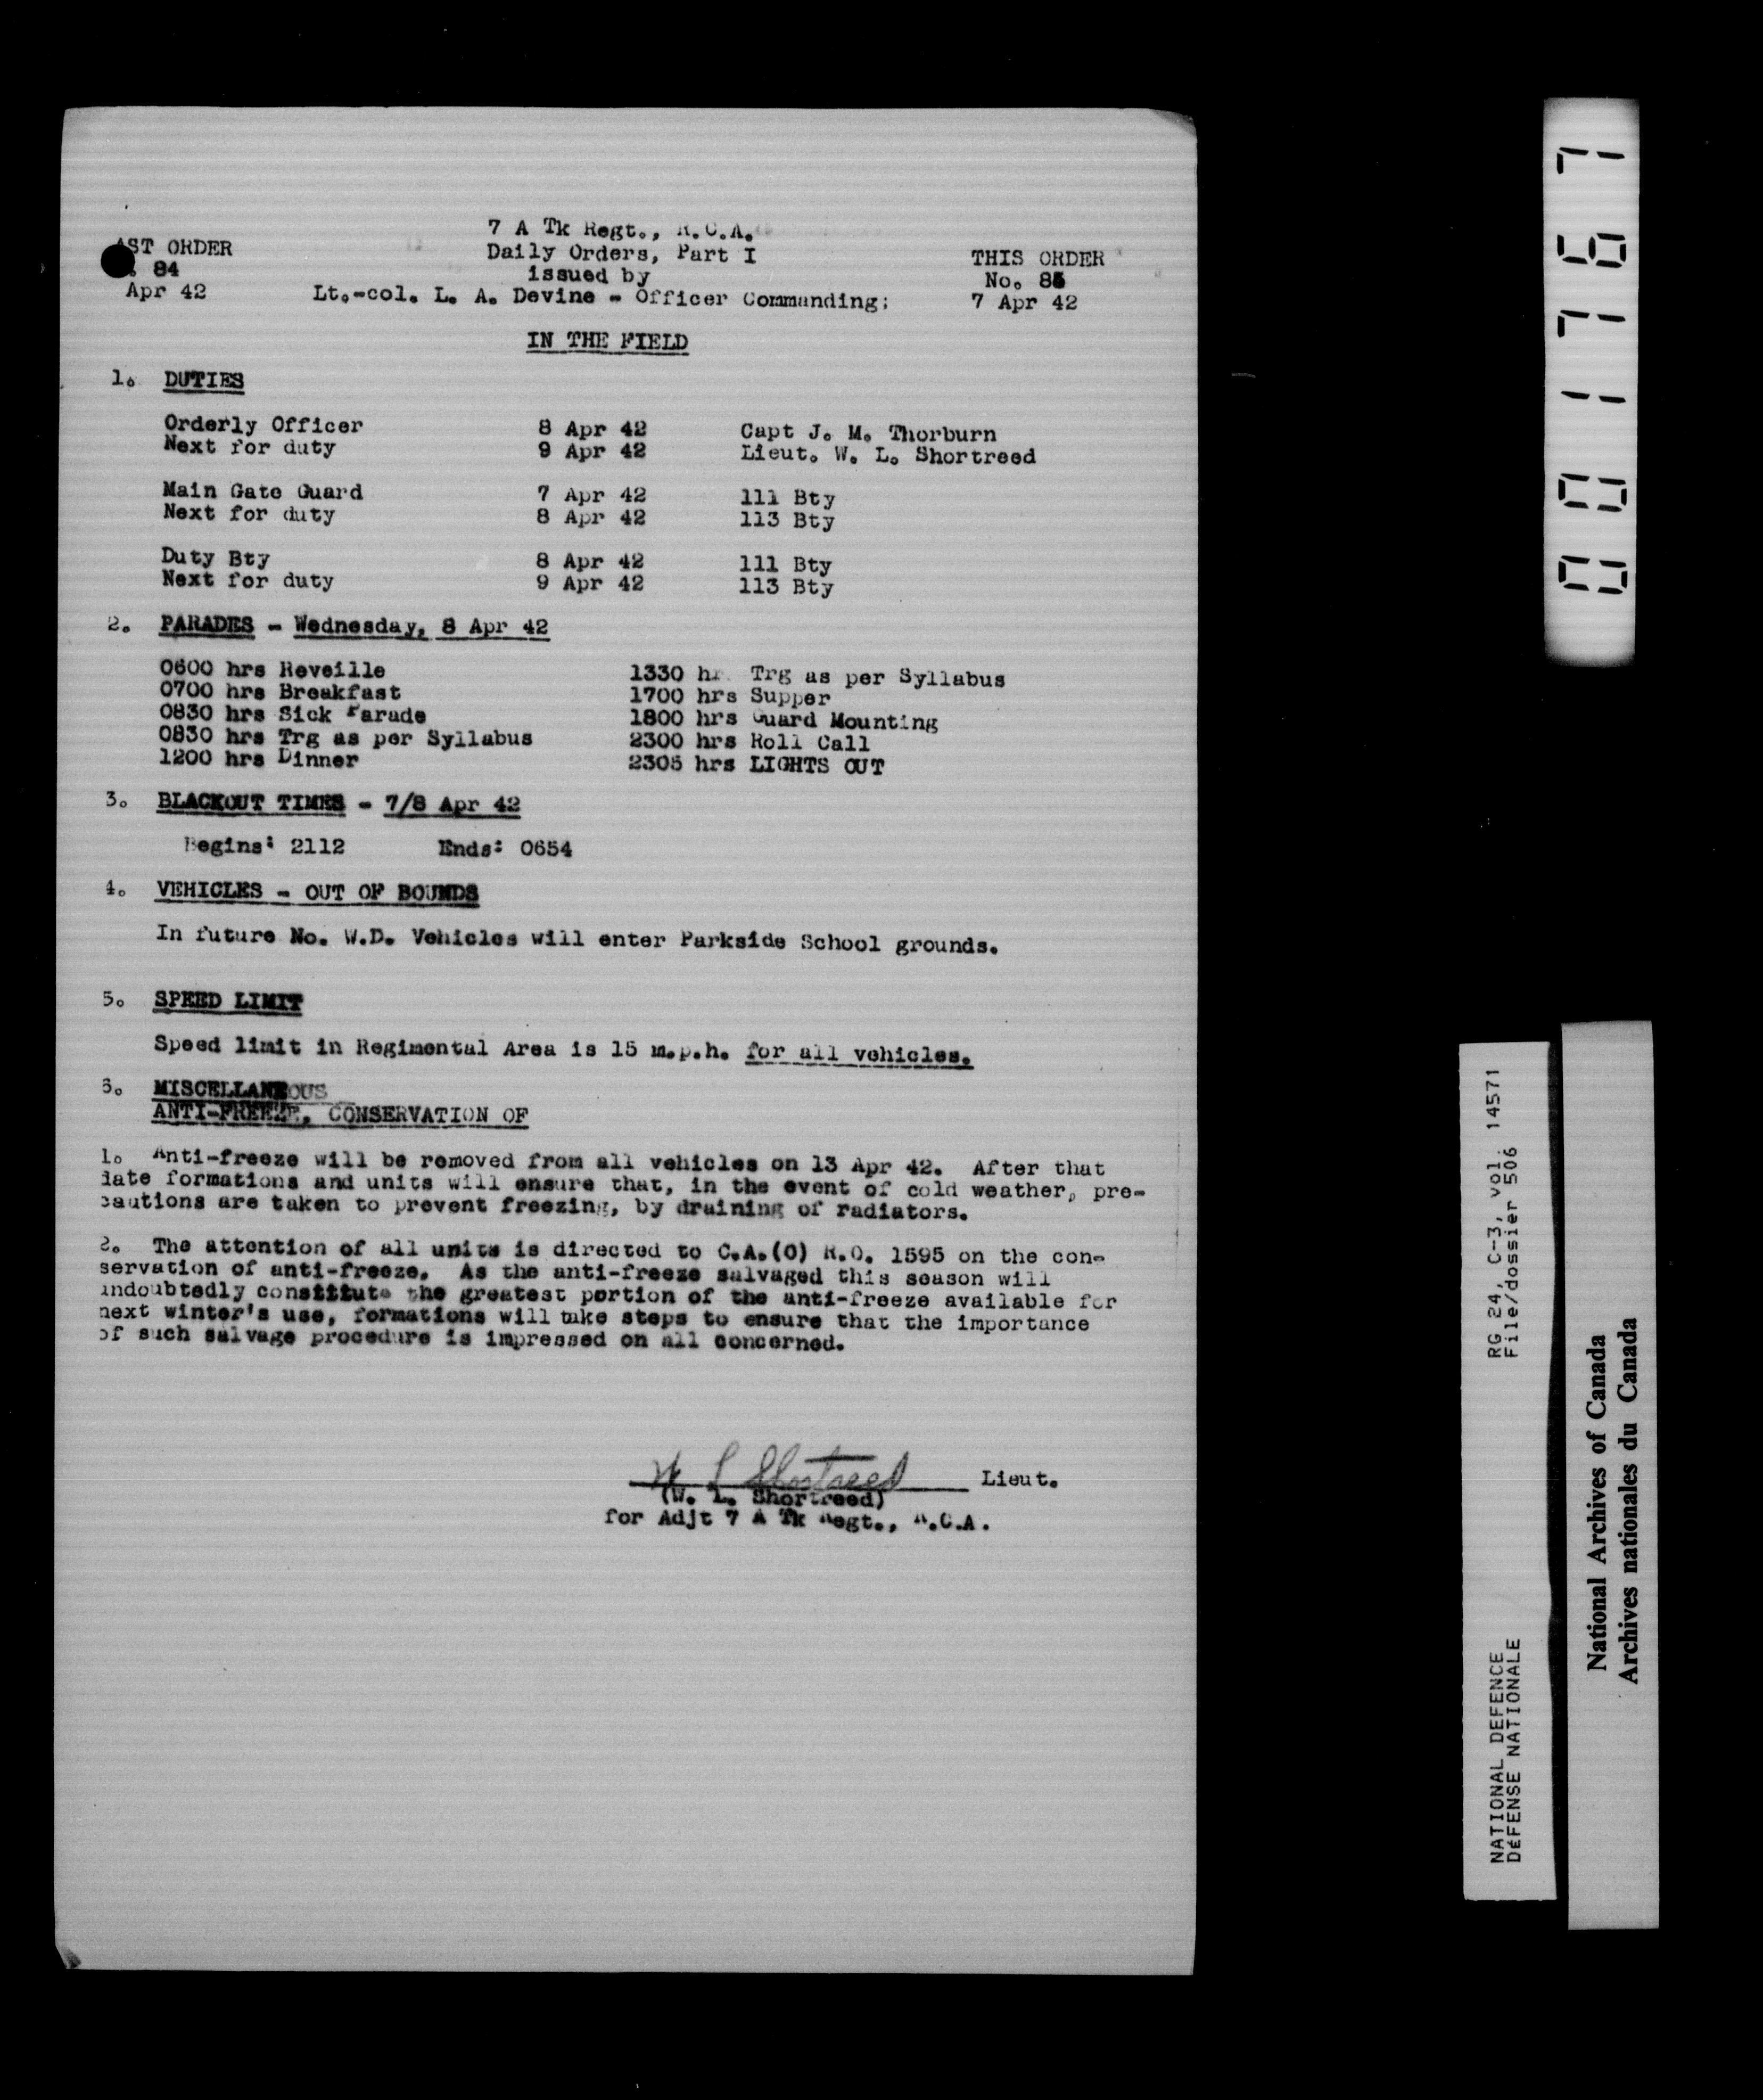 7 A Tk Regt., R.C.A.
AST ORDER Daily Orders, Part I THIS ORDER
. 84 issued by No. 85
Apr 42 Lt.-col. L. A. Devine - Officer Commanding; 7 Apr 42
IN THE FIELD
1. DUTIES
Orderly Officer 8 Apr 42 Capt J. M. Thorburn
Next for duty 9 Apr 42 Lieut. W. L. Shortreed
Main Gate Guard 7 Apr 42 111 Bty
Next for duty 8 Apr 42 113 Bty
Duty Bty 8 Apr 42 111 Bty
Next for duty 9 Apr 42 113 Bty
2. PARADES - Wednesday, 8 Apr 42
0600 hrs Reveille 1330 hr Trg as per Syllabus
0700 hrs Breakfast 1700 hrs Supper
0830 hrs Sick Parade 1800 hrs Guard Mounting
0830 hrs Trg as per Syllabus 2300 hrs Roll Call
1200 hrs Dinner 2305 hrs LIGHTS OUT
3. BLACKOUT TIMES - 7/8 Apr 42
Begins: 2112 Ends: 0654
4. VEHICLES - OUT OF BOUNDS
In future No. W.D. Vehicles will enter Parkside School grounds.
5. SPEED LIMIT
Speed limit in Regimental Area is 15 m.p.h. for all vehicles.
6. MISCELLANEOUS
ANTI-FREEZE, CONSERVATION OF
1. Anti-freeze will be removed from all vehicles on 13 Apr 42. After that
date formations and units will ensure that, in the event of cold weather, pre-
cautions are taken to prevent freezing, by draining of radiators.
2. The attention of all units is directed to C.A.(O) R.O. 1595 on the con-
servation of anti-freeze. As the anti-freeze salvaged this season will
undoubtedly constitute the greatest portion of the anti-freeze available for
next winter's use, formations will take steps to ensure that the importance
of such salvage procedure is impressed on all concerned.
W L Shortreed Lieut.
(W. L. Shortreed)
for Adjt 7 A Tk Regt., R.C.A.
001767
RG 24, C-3, vol. 14571
File/dossier 506
NATIONAL DEFENCE
DÉFENSE NATIONALE
National Archives of Canada
Archives nationales du Canada